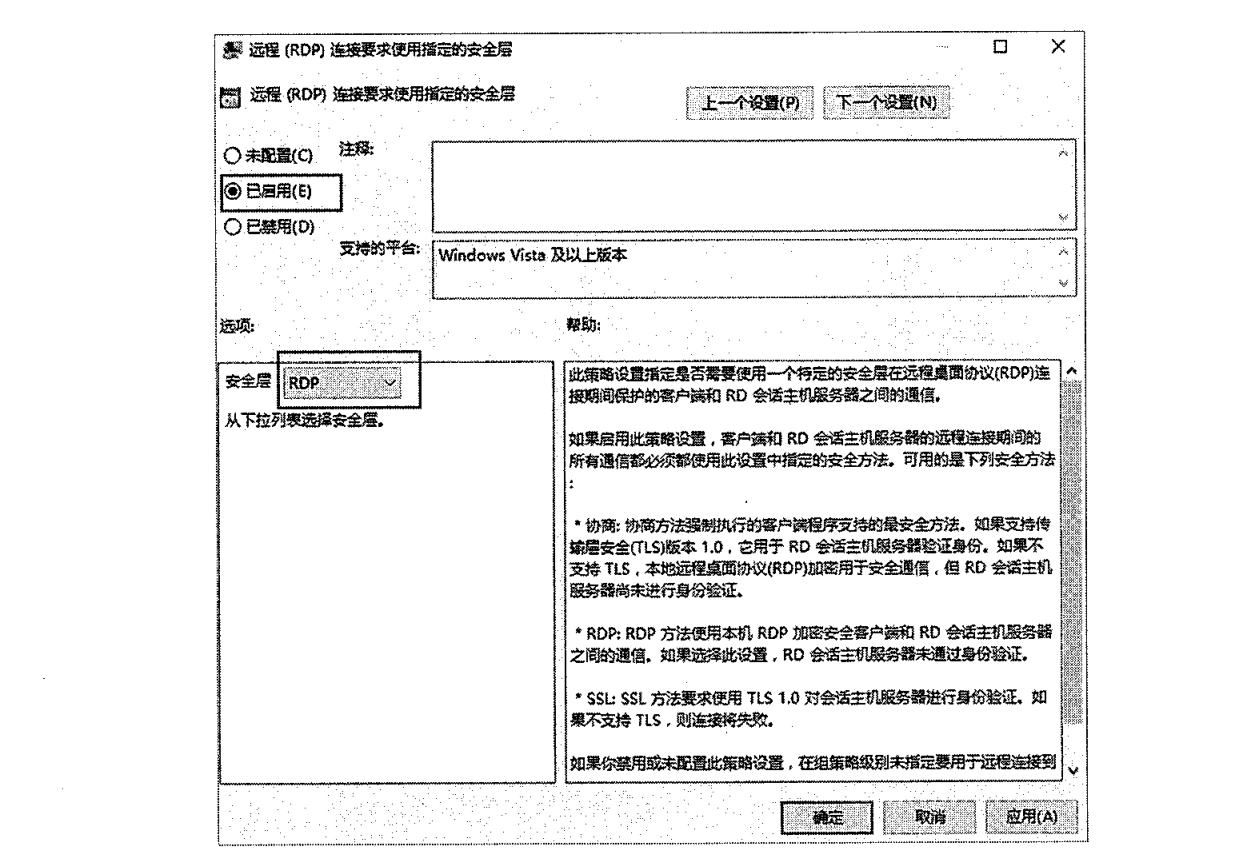 远程 (RDP) 连接要求使用指定的安全层
远程 (RDP) 连接要求使用指定的安全层
上一个设置(P)
下一个设置(N)
未配置(C)
注释:
已启用(E)
已禁用(D)
支持的平台:
Windows Vista 及以上版本
选项:
帮助:
安全层
RDP
从下拉列表选择安全层。
此策略设置指定是否需要使用一个特定的安全层在远程桌面协议(RDP)连
接期间保护的客户端和 RD 会话主机服务器之间的通信。
如果启用此策略设置，客户端和 RD 会话主机服务器的远程连接期间的
所有通信都必须都使用此设置中指定的安全方法。可用的是下列安全方法
:
* 协商: 协商方法强制执行的客户端程序支持的最安全方法。如果支持传
输层安全(TLS)版本 1.0，它用于 RD 会话主机服务器验证身份。如果不
支持 TLS，本地远程桌面协议(RDP)加密用于安全通信，但 RD 会话主机
服务器尚未进行身份验证。
* RDP: RDP 方法使用本机 RDP 加密安全客户端和 RD 会话主机服务器
之间的通信。如果选择此设置，RD 会话主机服务器未通过身份验证。
* SSL: SSL 方法要求使用 TLS 1.0 对会话主机服务器进行身份验证。如
果不支持 TLS，则连接将失败。
如果你禁用或未配置此策略设置，在组策略级别未指定要用于远程连接到
确定
取消
应用(A)